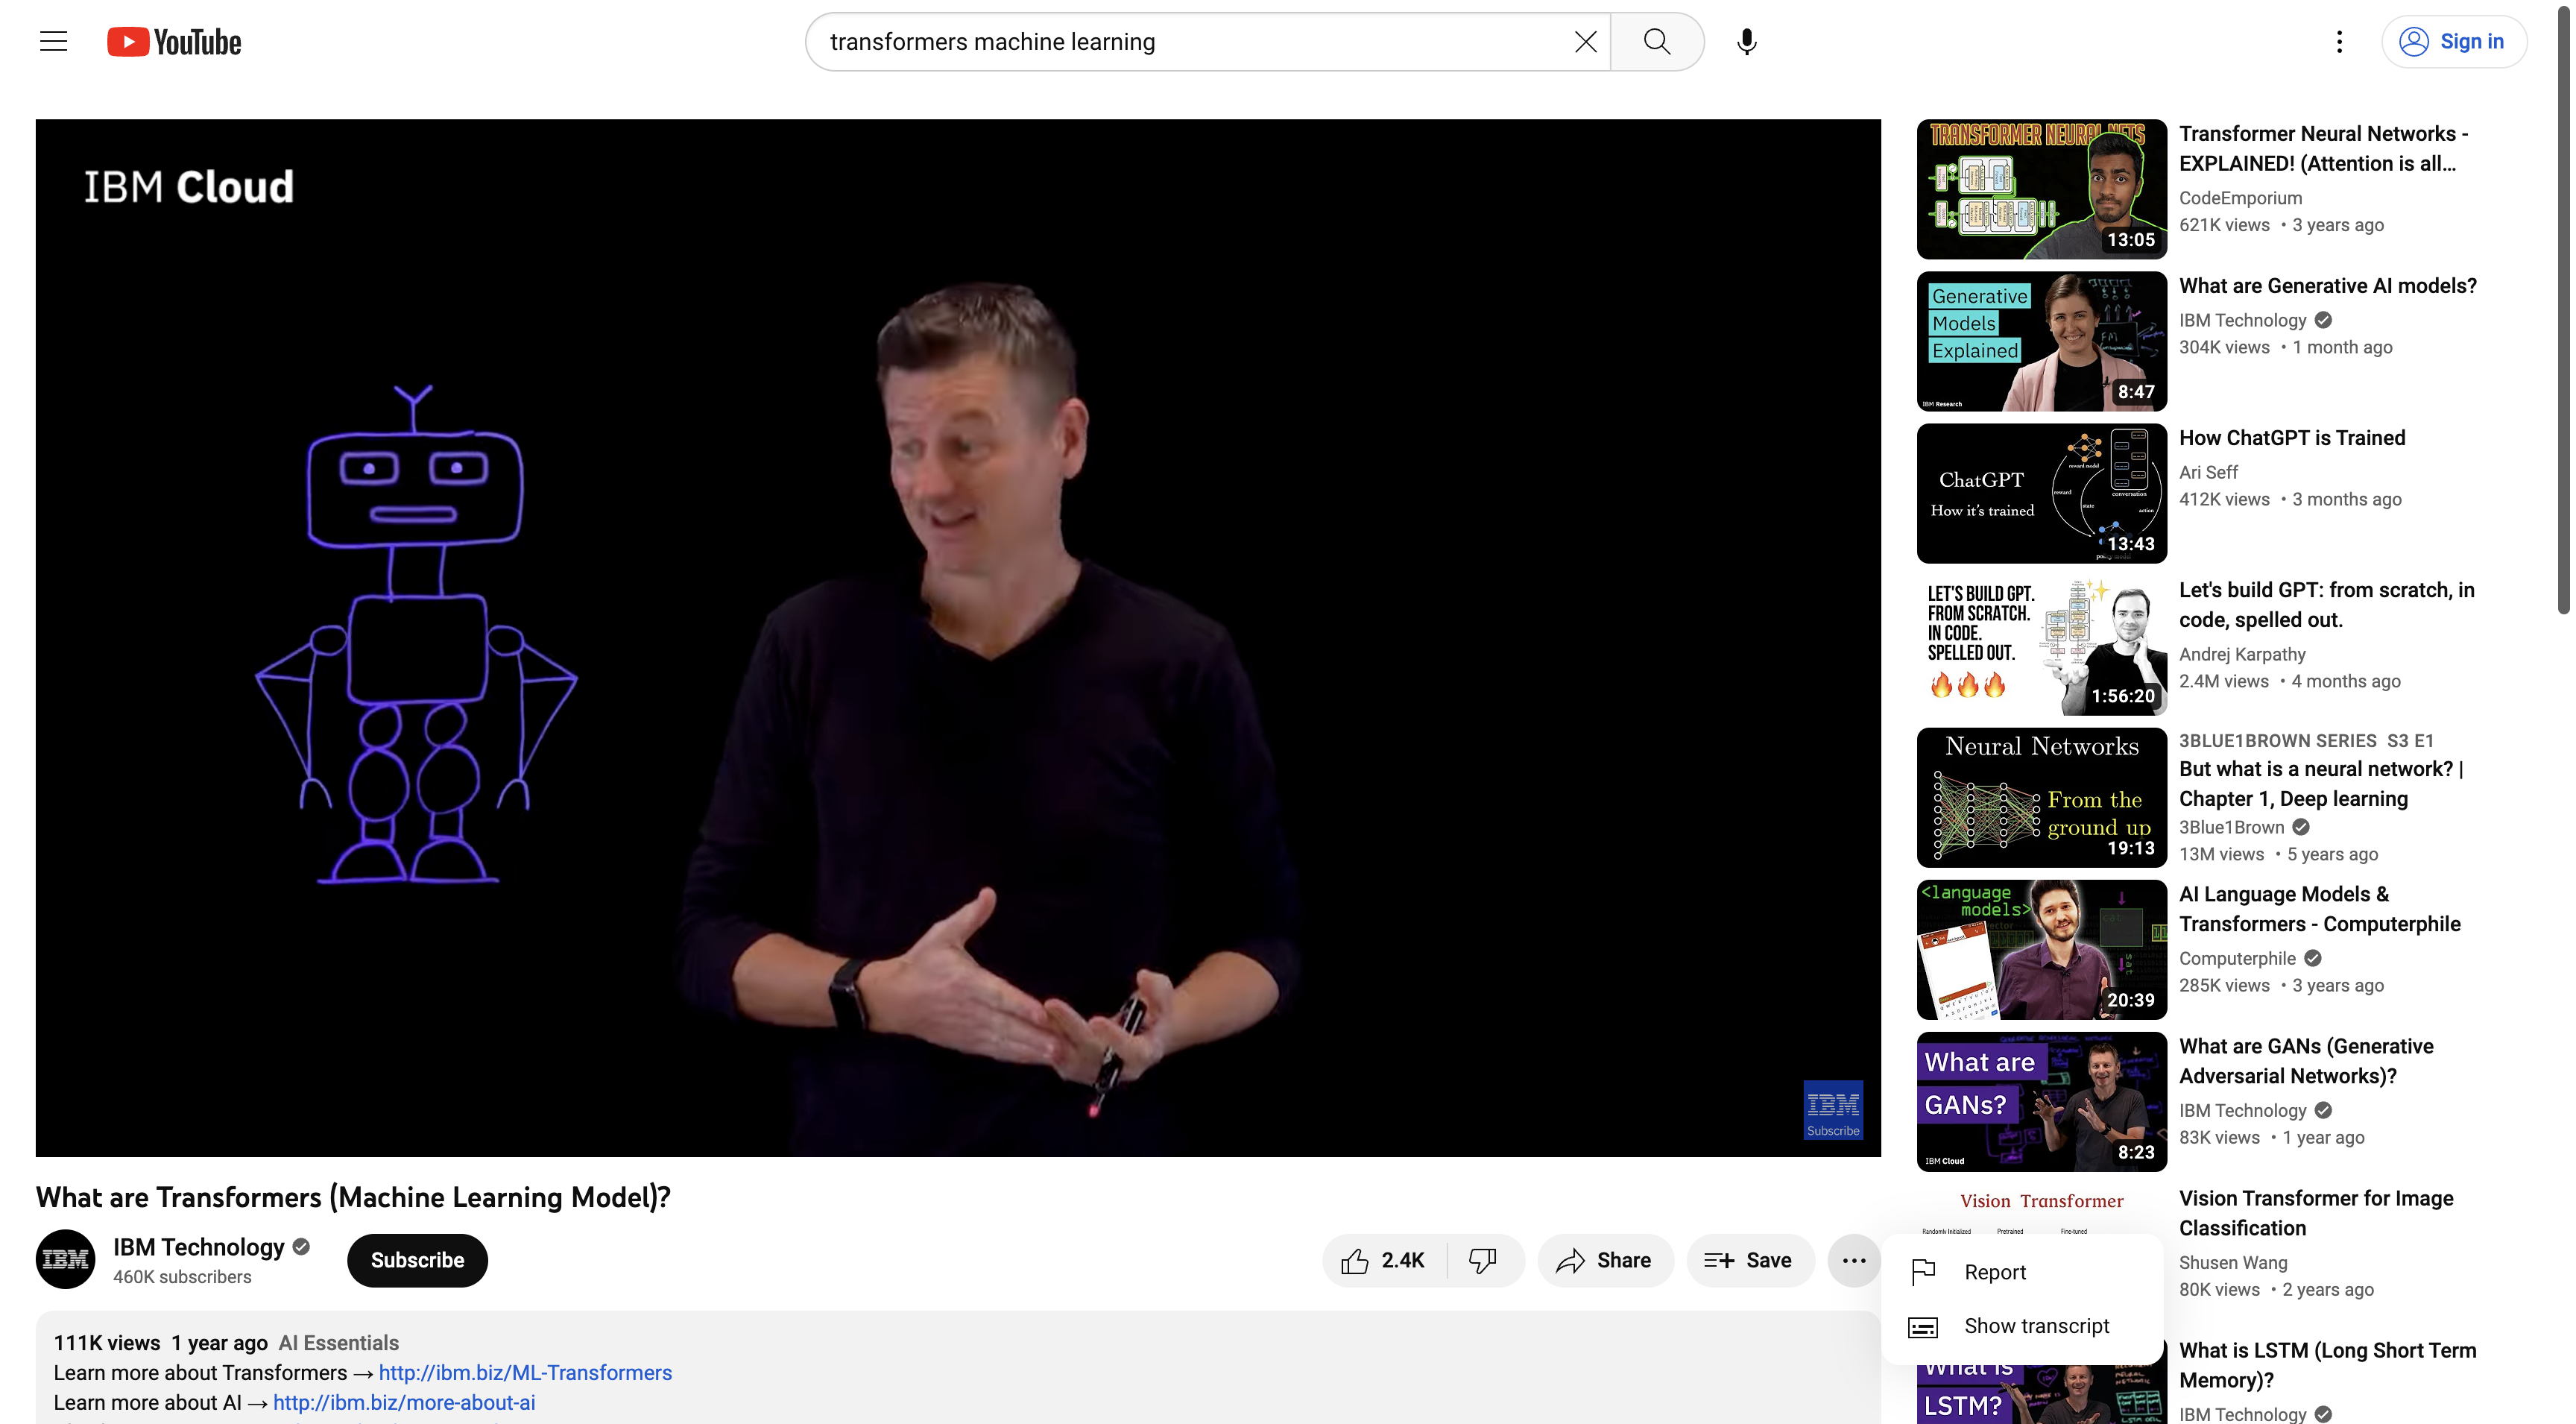 YouTube
transformers machine learning
Sign in
IBM Cloud
IBM
Subscribe
What are Transformers (Machine Learning Model)?
IBM
IBM Technology
460K subscribers
Subscribe
2.4K
Share
Save
Report
Show transcript
111K views 1 year ago AI Essentials
Learn more about Transformers → http://ibm.biz/ML-Transformers
Learn more about AI → http://ibm.biz/more-about-ai
TRANSFORMER NEURAL NETS
13:05
Transformer Neural Networks -
EXPLAINED! (Attention is all...
CodeEmporium
621K views • 3 years ago
Generative
Models
Explained
FM
IBM Research
8:47
What are Generative AI models?
IBM Technology
304K views • 1 month ago
ChatGPT
How it's trained
reward model
conversation
reward
state
action
13:43
How ChatGPT is Trained
Ari Seff
412K views • 3 months ago
LET'S BUILD GPT.
FROM SCRATCH.
IN CODE.
SPELLED OUT.
1:56:20
Let's build GPT: from scratch, in
code, spelled out.
Andrej Karpathy
2.4M views • 4 months ago
Neural Networks
From the
ground up
19:13
3BLUE1BROWN SERIES S3 E1
But what is a neural network? |
Chapter 1, Deep learning
3Blue1Brown
13M views • 5 years ago
<language
models>
sat
20:39
AI Language Models &
Transformers - Computerphile
Computerphile
285K views • 3 years ago
What are
GANs?
IBM Cloud
8:23
What are GANs (Generative
Adversarial Networks)?
IBM Technology
83K views • 1 year ago
Vision Transformer
Randomly Initialized Pretrained Fine-tuned
Vision Transformer for Image
Classification
Shusen Wang
80K views • 2 years ago
What is
LSTM?
What is LSTM (Long Short Term
Memory)?
IBM Technology